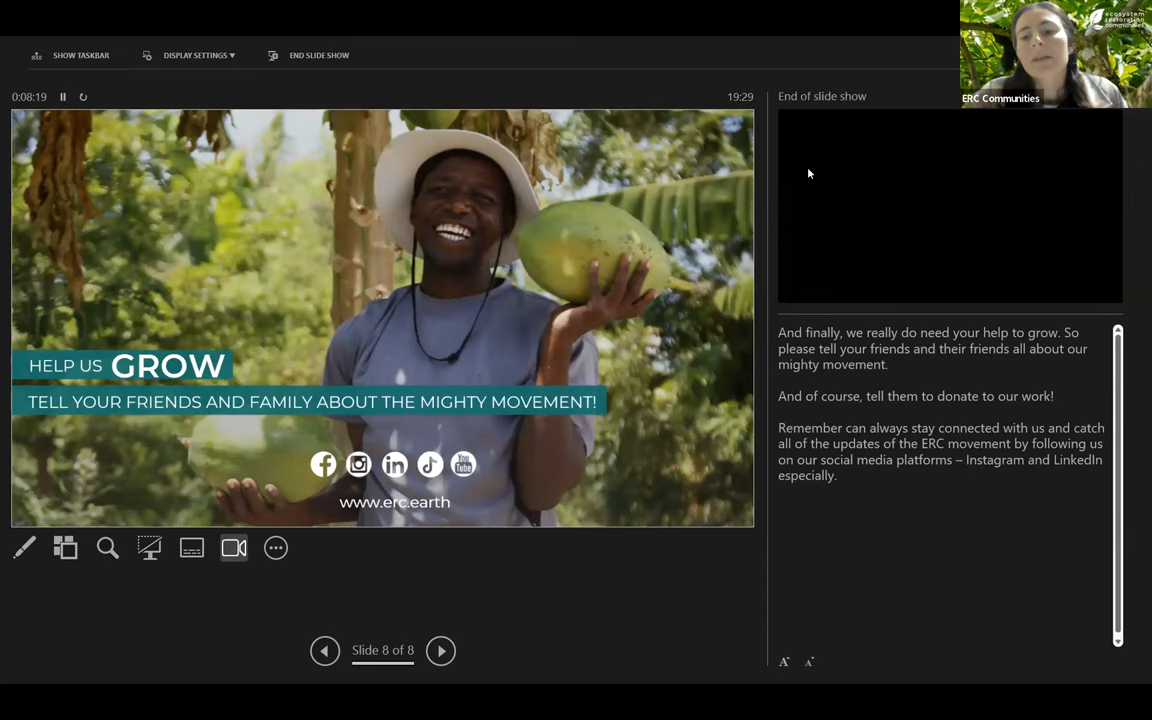 SHOW TASKBAR
DISPLAY SETTINGS ▾
END SLIDE SHOW
ecosystem
restoration
communities
ERC Communities
0:08:19
19:29
End of slide show
HELP US GROW
TELL YOUR FRIENDS AND FAMILY ABOUT THE MIGHTY MOVEMENT!
You
Tube
www.erc.earth
And finally, we really do need your help to grow. So
please tell your friends and their friends all about our
mighty movement.
And of course, tell them to donate to our work!
Remember can always stay connected with us and catch
all of the updates of the ERC movement by following us
on our social media platforms – Instagram and LinkedIn
especially.
Slide 8 of 8
A A